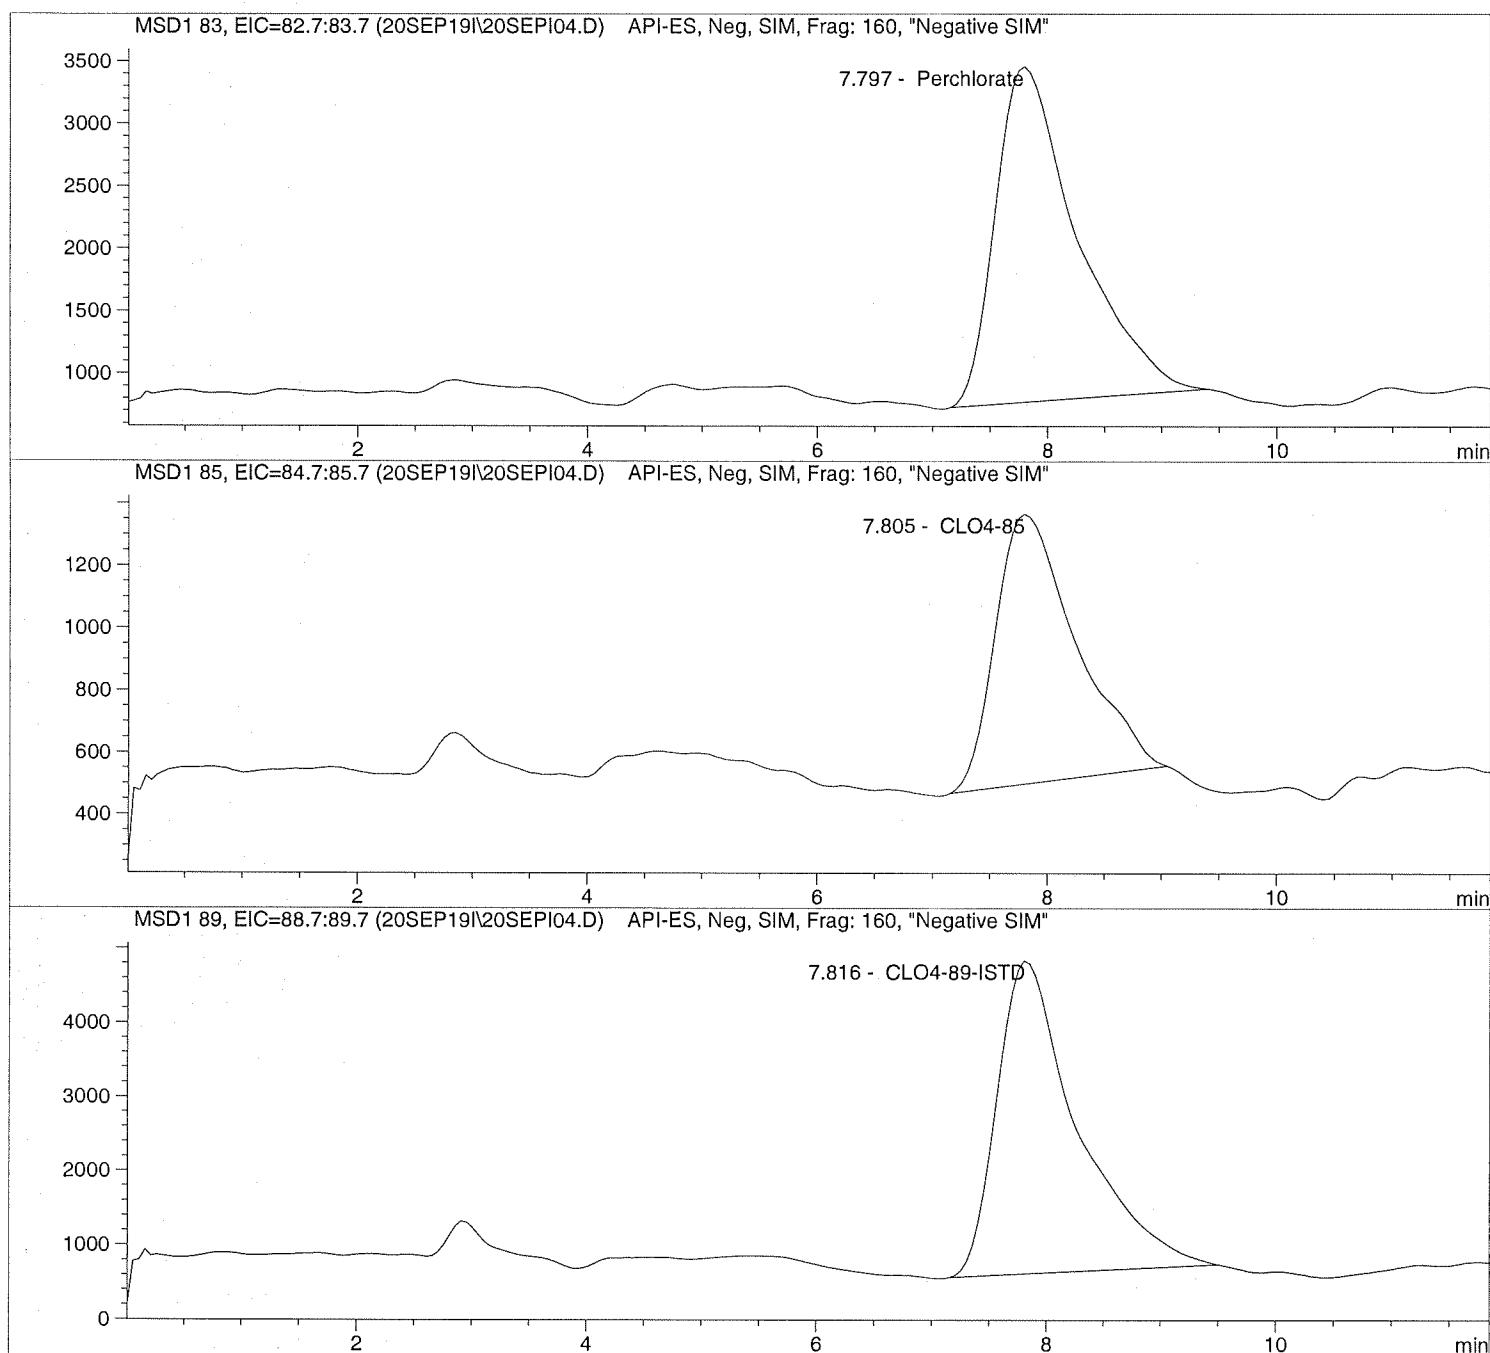 MSD1 83, EIC=82.7:83.7 (20SEP19I\20SEPI04.D) API-ES, Neg, SIM, Frag: 160, "Negative SIM"
3500
7.797 - Perchlorate
3000
2500
2000
1500
1000
2 4 6 8 10 min
MSD1 85, EIC=84.7:85.7 (20SEP19I\20SEPI04.D) API-ES, Neg, SIM, Frag: 160, "Negative SIM"
7.805 - CLO4-85
1200
1000
800
600
400
2 4 6 8 10 min
MSD1 89, EIC=88.7:89.7 (20SEP19I\20SEPI04.D) API-ES, Neg, SIM, Frag: 160, "Negative SIM"
7.816 - CLO4-89-ISTD
4000
3000
2000
1000
0
2 4 6 8 10 min